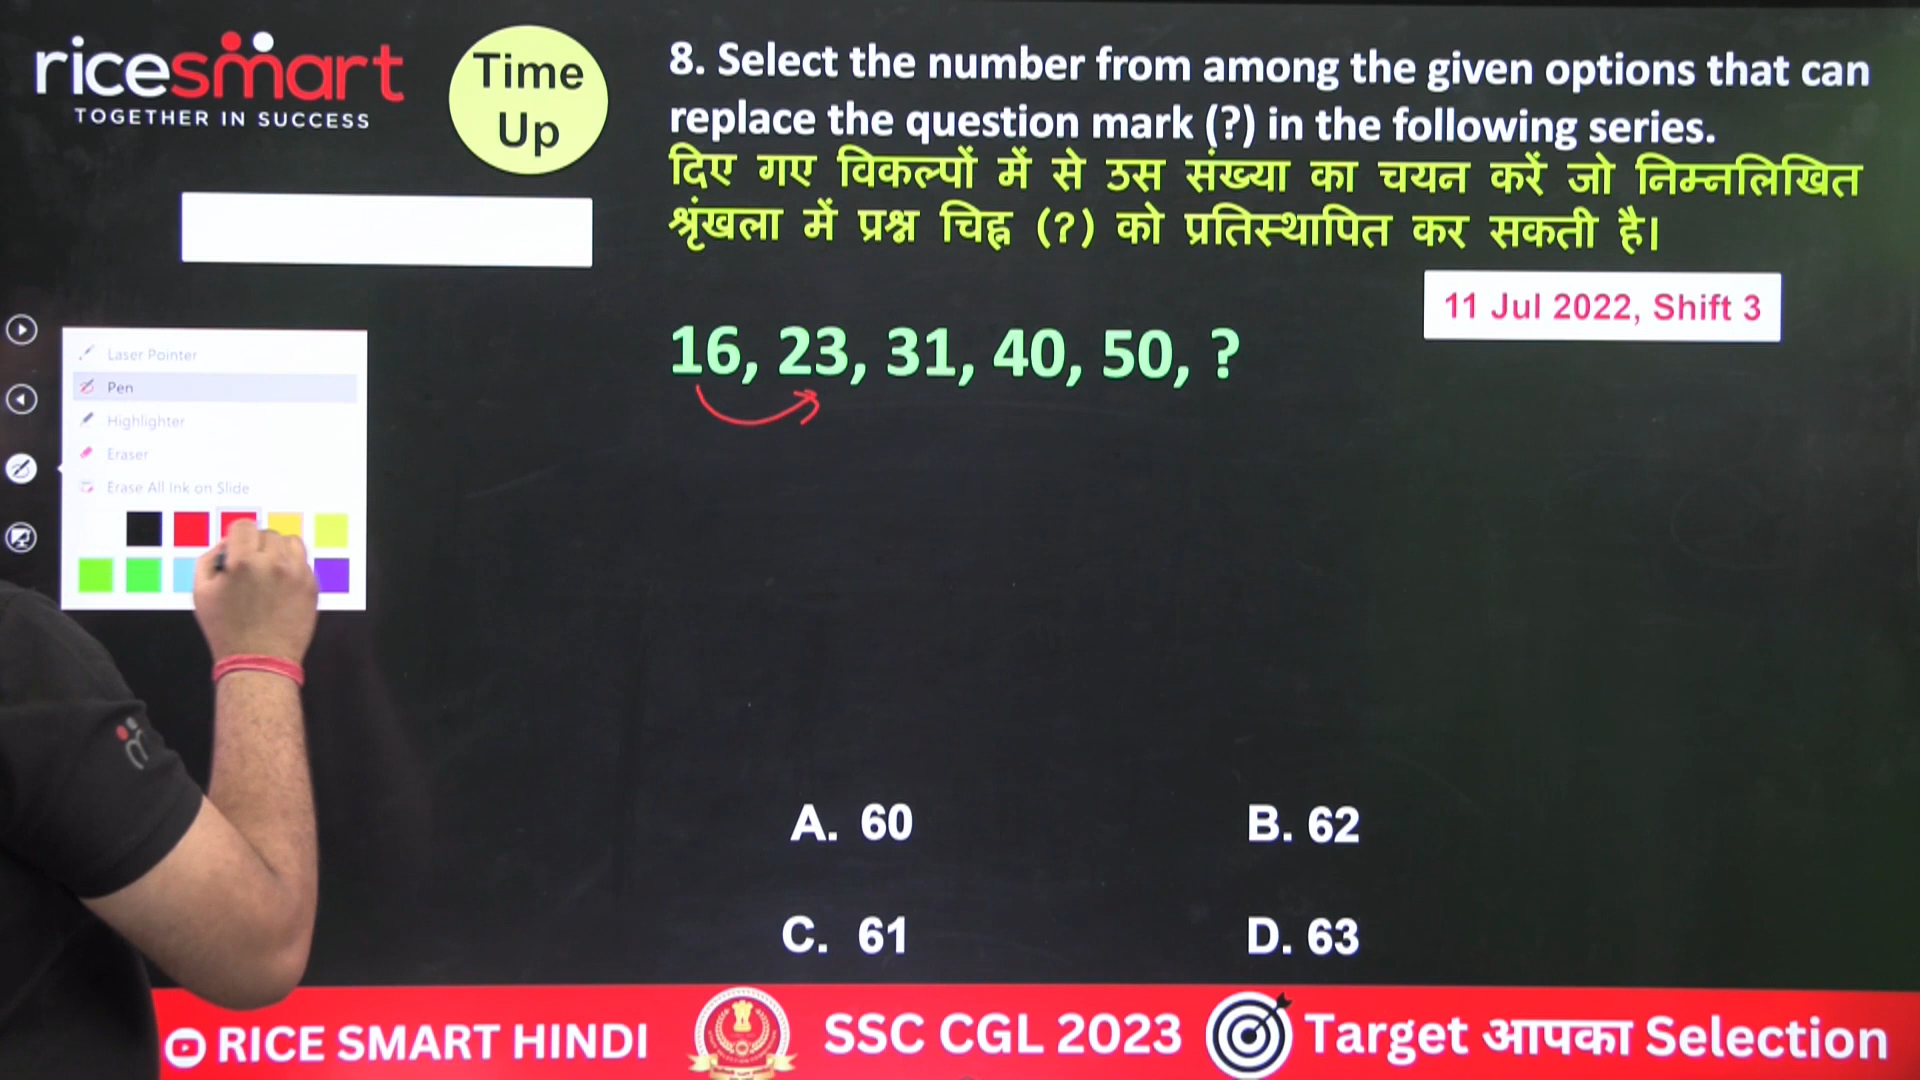 ricesmart
TOGETHER IN SUCCESS
Time
Up
8. Select the number from among the given options that can
replace the question mark (?) in the following series.
दिए गए विकल्पों में से उस संख्या का चयन करें जो निम्नलिखित
श्रृंखला में प्रश्न चिह्न (?) को प्रतिस्थापित कर सकती है।
11 Jul 2022, Shift 3
16, 23, 31, 40, 50, ?
Laser Pointer
Pen
Highlighter
Eraser
Erase All Ink on Slide
A. 60
B. 62
C. 61
D. 63
RICE SMART HINDI
SSC CGL 2023
Target आपका Selection